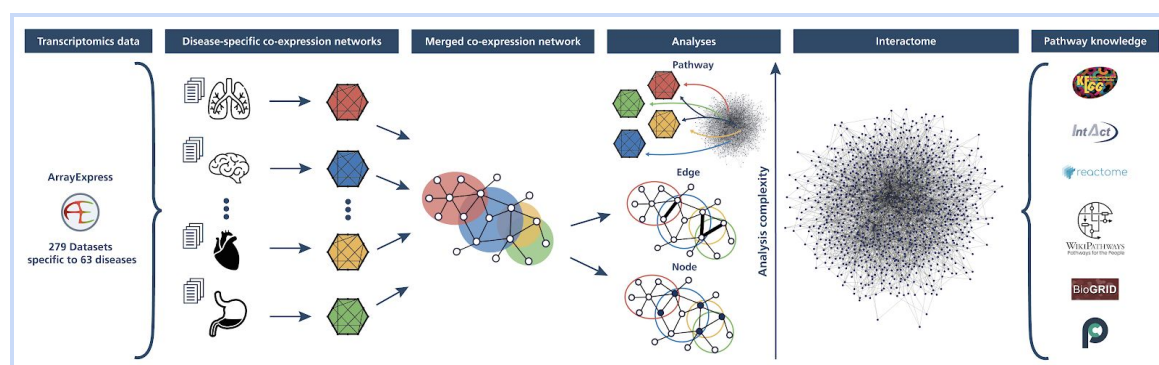 Transcriptomics data
Disease-specific co-expression networks
Merged co-expression network
Analyses
Interactome
Pathway knowledge
ArrayExpress
279 Datasets
specific to 63 diseases
Pathway
Edge
Node
Analysis complexity
KEGG
IntAct
reactome
WIKIPATHWAYS
Pathways for the People
BioGRID